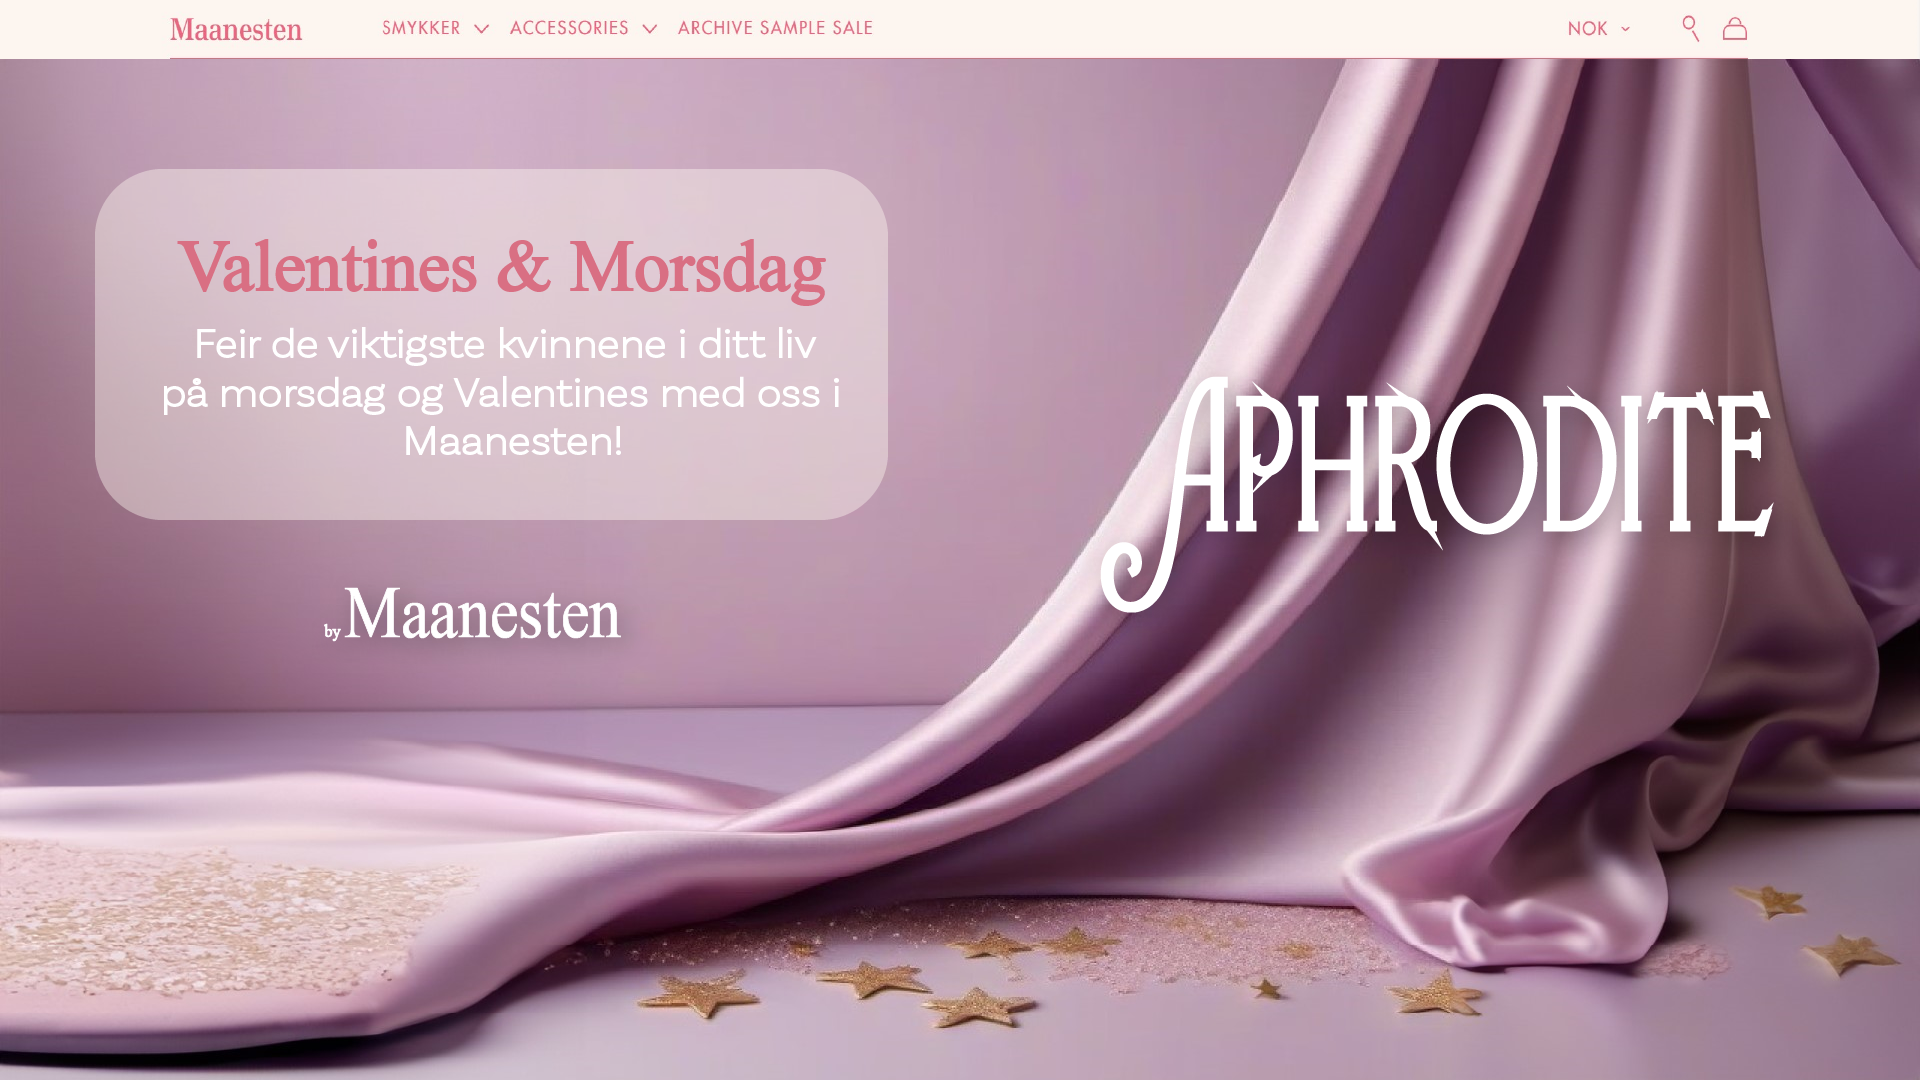 Maanesten
SMYKKER
ACCESSORIES
ARCHIVE SAMPLE SALE
NOK
Valentines & Morsdag
Feir de viktigste kvinnene i ditt liv
på morsdag og Valentines med oss i
Maanesten!
APHRODITE
by Maanesten